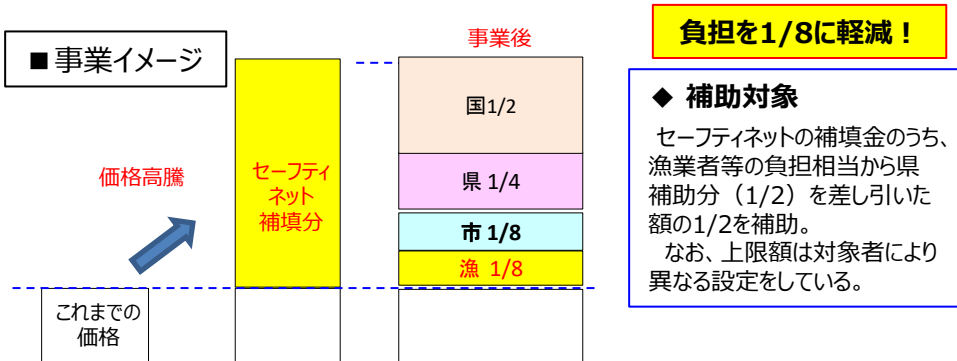 ■事業イメージ
価格高騰
これまでの
価格
セーフティ
ネット
補填分
事業後
国1/2
県 1/4
市 1/8
漁 1/8
負担を1/8に軽減！
◆ 補助対象
セーフティネットの補填金のうち、
漁業者等の負担相当から県
補助分（1/2）を差し引いた
額の1/2を補助。
なお、上限額は対象者により
異なる設定をしている。